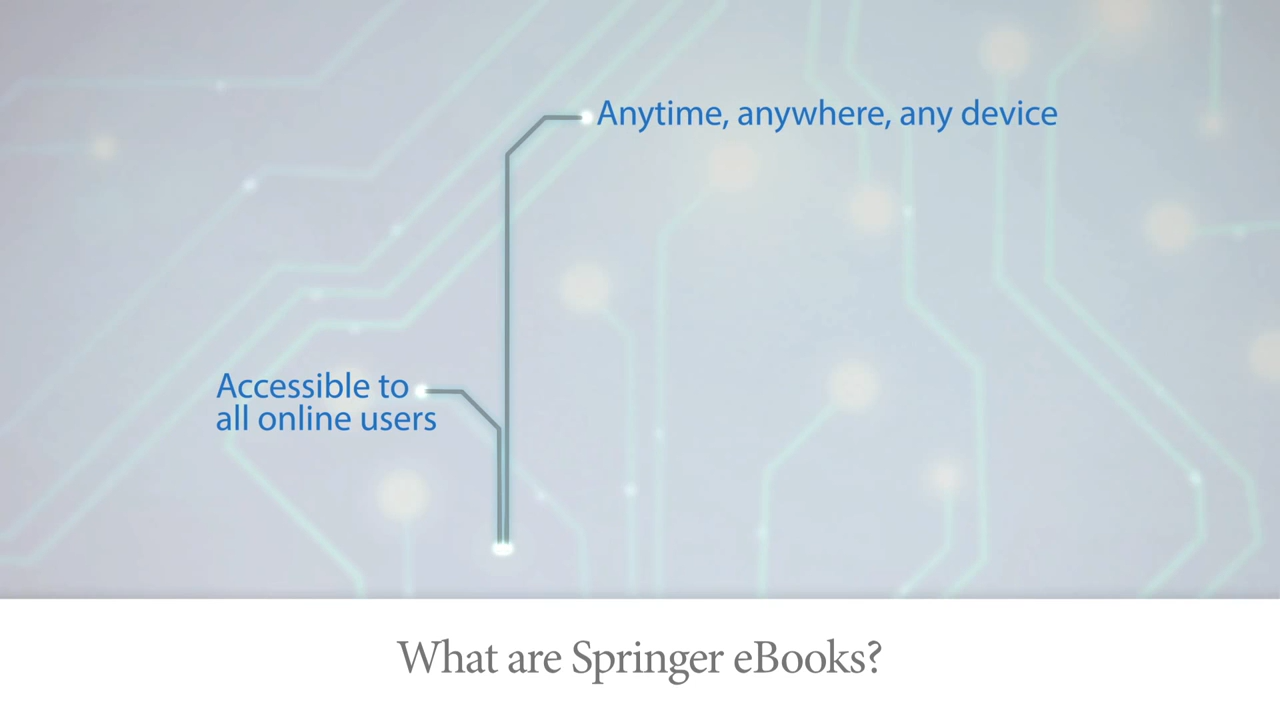 Anytime, anywhere, any device
Accessible to
all online users
What are Springer eBooks?